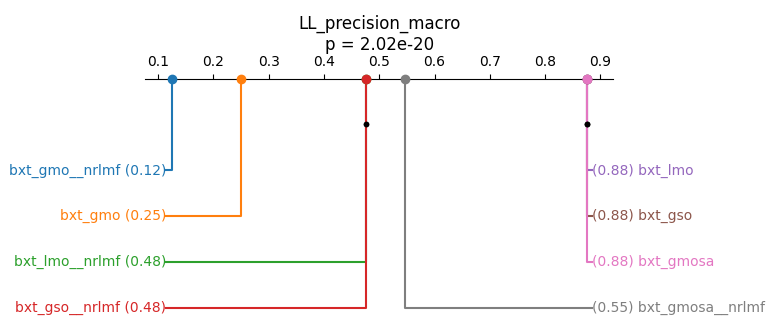 LL_precision_macro
p = 2.02e-20
0.1 0.2 0.3 0.4 0.5 0.6 0.7 0.8 0.9
bxt_gmo__nrlmf (0.12) (0.88) bxt_lmo
bxt_gmo (0.25) (0.88) bxt_gso
bxt_lmo__nrlmf (0.48) (0.88) bxt_gmosa
bxt_gso__nrlmf (0.48) (0.55) bxt_gmosa__nrlmf